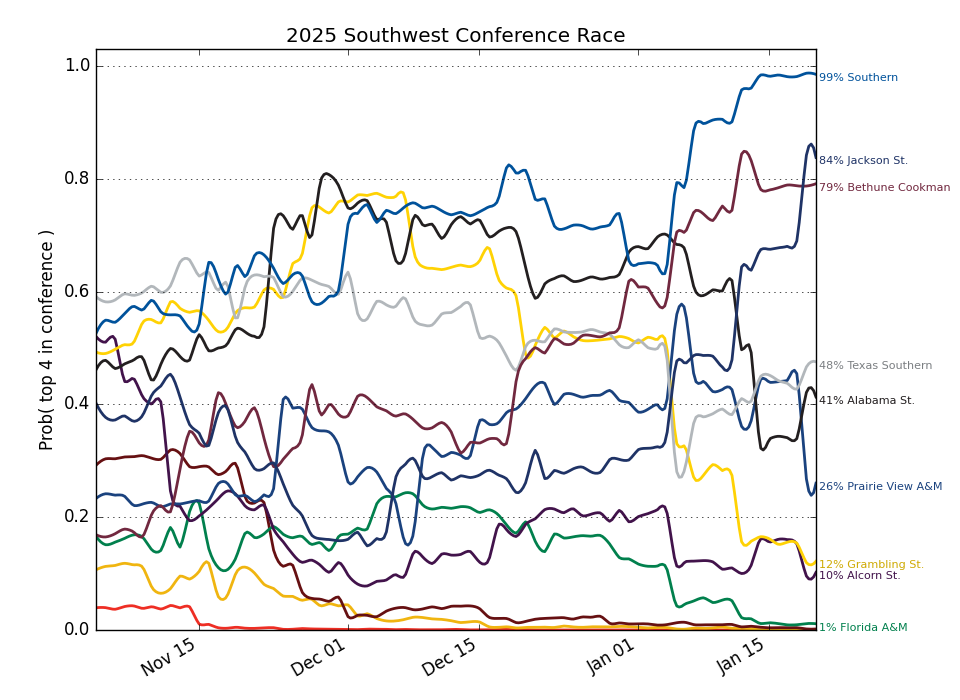 2025 Southwest Conference Race
Prob( top 4 in conference )
1.0
0.8
0.6
0.4
0.2
0.0
Nov 15
Dec 01
Dec 15
Jan 01
Jan 15
99% Southern
84% Jackson St.
79% Bethune Cookman
48% Texas Southern
41% Alabama St.
26% Prairie View A&M
12% Grambling St.
10% Alcorn St.
1% Florida A&M